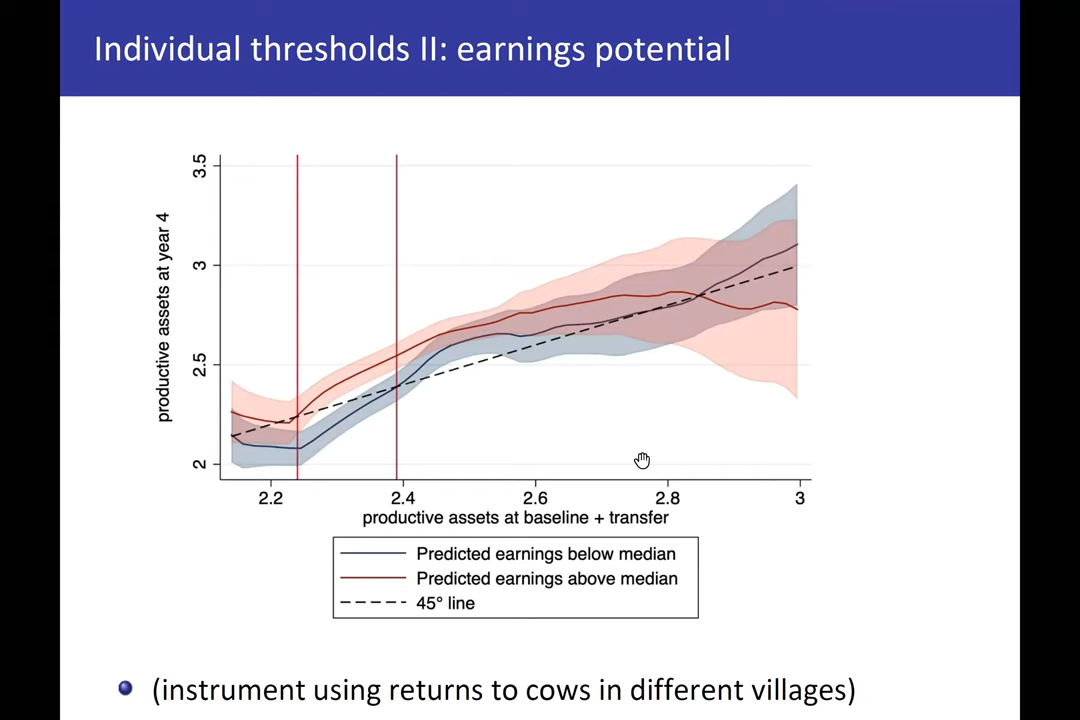 Individual thresholds II: earnings potential
3.5
3
2.5
2
productive assets at year 4
2.2 2.4 2.6 2.8 3
productive assets at baseline + transfer
Predicted earnings below median
Predicted earnings above median
45° line
(instrument using returns to cows in different villages)